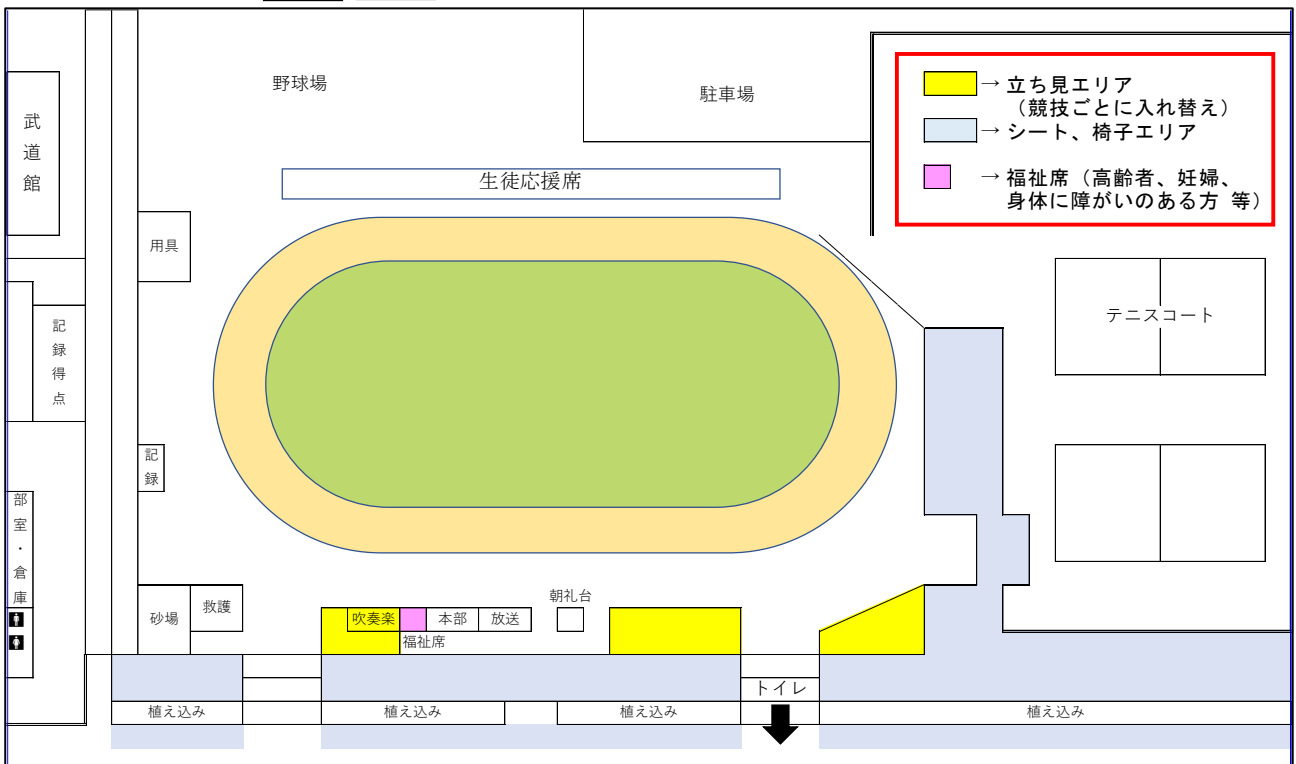 野球場
駐車場
→ 立ち見エリア
（競技ごとに入れ替え）
→ シート、椅子エリア
→ 福祉席（高齢者、妊婦、
身体に障がいのある方 等）
武道館
生徒応援席
用具
記録得点
テニスコート
記録
部室・倉庫
砂場
救護
吹奏楽
本部
放送
朝礼台
福祉席
トイレ
植え込み
植え込み
植え込み
植え込み